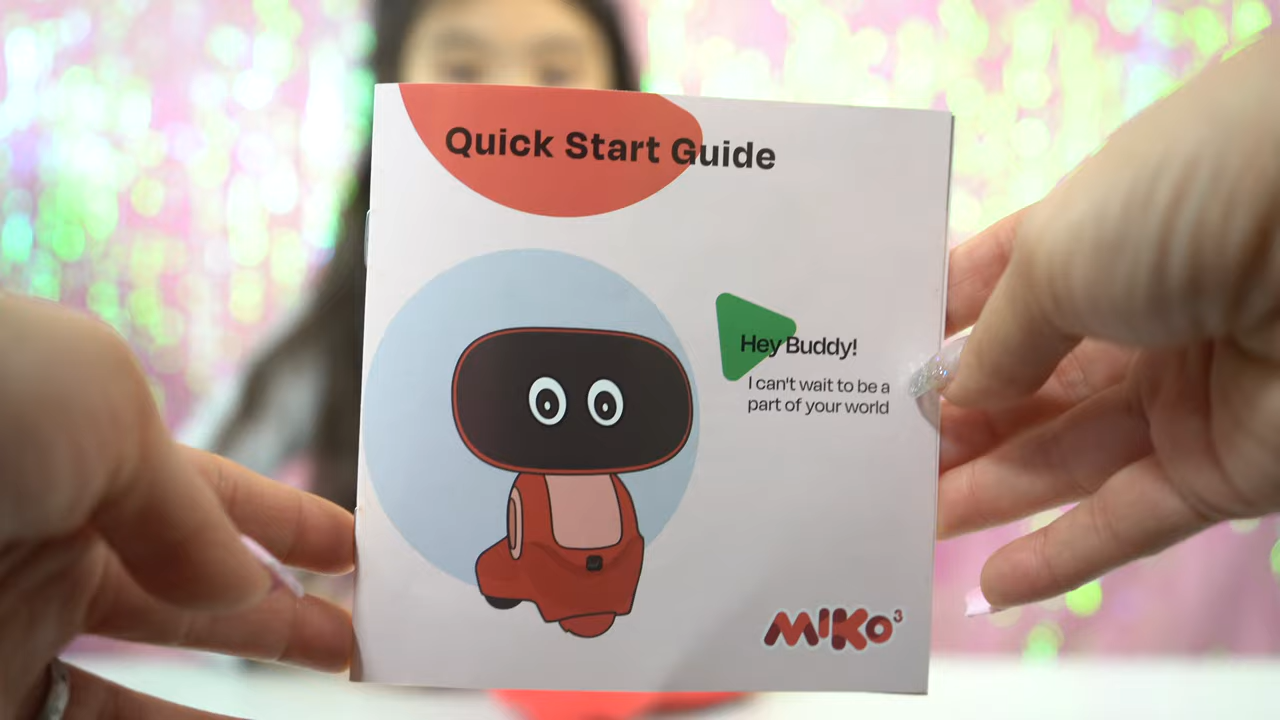 Quick Start Guide
Hey Buddy!
I can't wait to be a
part of your world
MIKO3